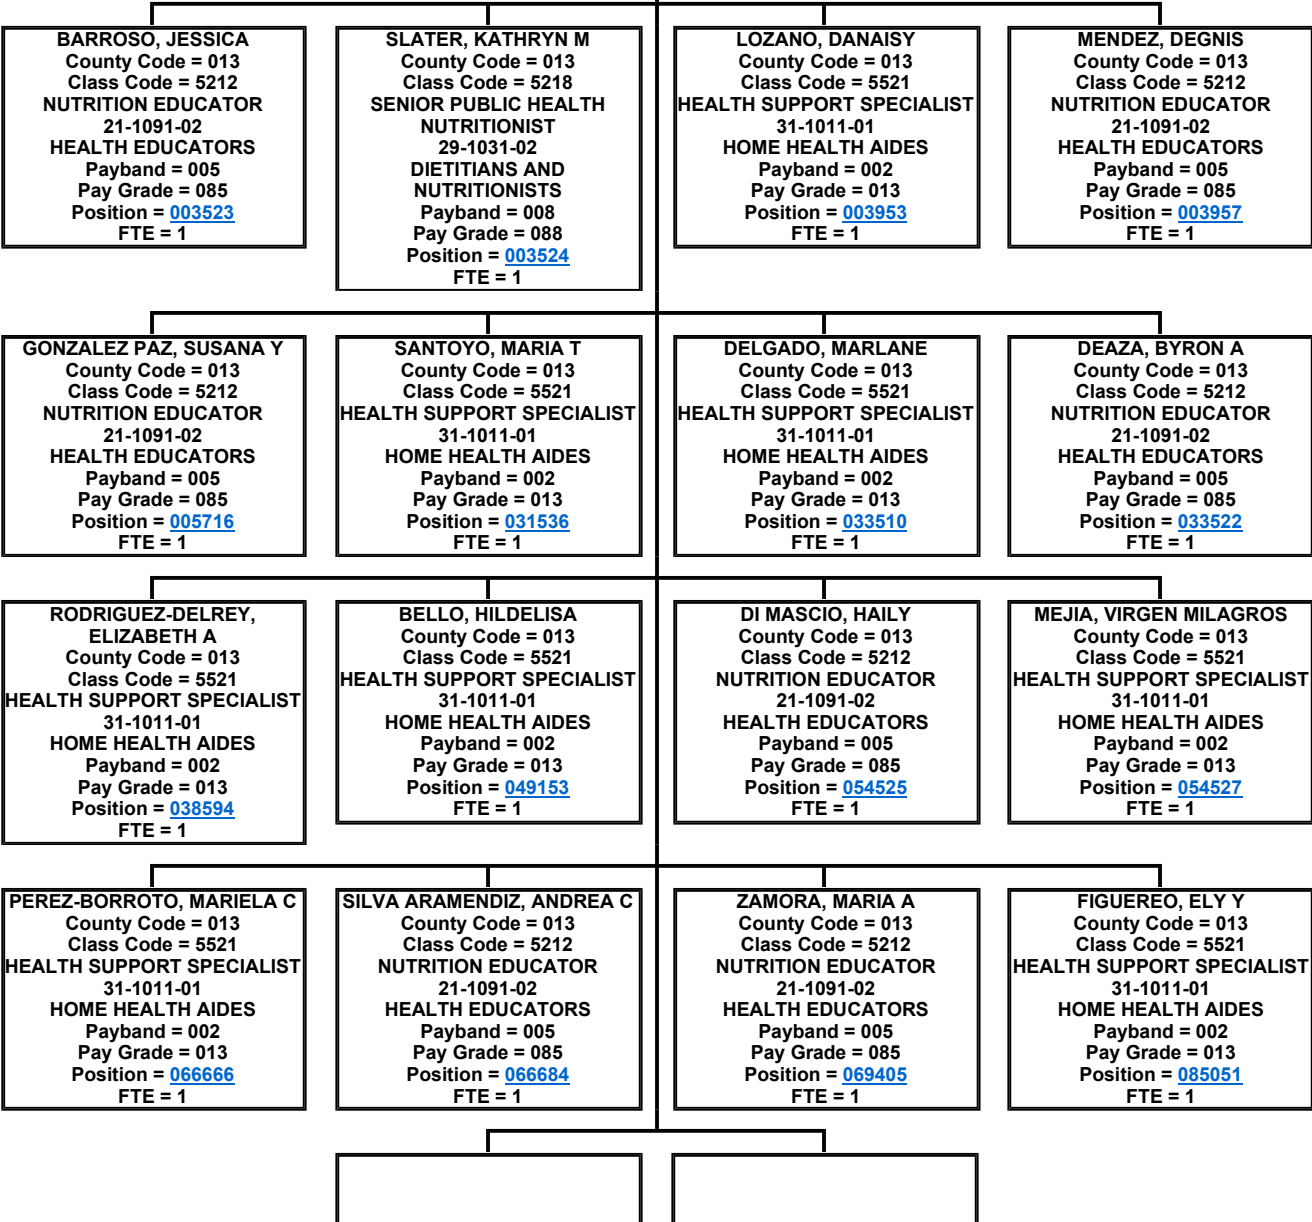 BARROSO, JESSICA
County Code = 013
Class Code = 5212
NUTRITION EDUCATOR
21-1091-02
HEALTH EDUCATORS
Payband = 005
Pay Grade = 085
Position = 003523
FTE = 1
SLATER, KATHRYN M
County Code = 013
Class Code = 5218
SENIOR PUBLIC HEALTH
NUTRITIONIST
29-1031-02
DIETITIANS AND
NUTRITIONISTS
Payband = 008
Pay Grade = 088
Position = 003524
FTE = 1
LOZANO, DANAISY
County Code = 013
Class Code = 5521
HEALTH SUPPORT SPECIALIST
31-1011-01
HOME HEALTH AIDES
Payband = 002
Pay Grade = 013
Position = 003953
FTE = 1
MENDEZ, DEGNIS
County Code = 013
Class Code = 5212
NUTRITION EDUCATOR
21-1091-02
HEALTH EDUCATORS
Payband = 005
Pay Grade = 085
Position = 003957
FTE = 1
GONZALEZ PAZ, SUSANA Y
County Code = 013
Class Code = 5212
NUTRITION EDUCATOR
21-1091-02
HEALTH EDUCATORS
Payband = 005
Pay Grade = 085
Position = 005716
FTE = 1
SANTOYO, MARIA T
County Code = 013
Class Code = 5521
HEALTH SUPPORT SPECIALIST
31-1011-01
HOME HEALTH AIDES
Payband = 002
Pay Grade = 013
Position = 031536
FTE = 1
DELGADO, MARLANE
County Code = 013
Class Code = 5521
HEALTH SUPPORT SPECIALIST
31-1011-01
HOME HEALTH AIDES
Payband = 002
Pay Grade = 013
Position = 033510
FTE = 1
DEAZA, BYRON A
County Code = 013
Class Code = 5212
NUTRITION EDUCATOR
21-1091-02
HEALTH EDUCATORS
Payband = 005
Pay Grade = 085
Position = 033522
FTE = 1
RODRIGUEZ-DELREY,
ELIZABETH A
County Code = 013
Class Code = 5521
HEALTH SUPPORT SPECIALIST
31-1011-01
HOME HEALTH AIDES
Payband = 002
Pay Grade = 013
Position = 038594
FTE = 1
BELLO, HILDELISA
County Code = 013
Class Code = 5521
HEALTH SUPPORT SPECIALIST
31-1011-01
HOME HEALTH AIDES
Payband = 002
Pay Grade = 013
Position = 049153
FTE = 1
DI MASCIO, HAILY
County Code = 013
Class Code = 5212
NUTRITION EDUCATOR
21-1091-02
HEALTH EDUCATORS
Payband = 005
Pay Grade = 085
Position = 054525
FTE = 1
MEJIA, VIRGEN MILAGROS
County Code = 013
Class Code = 5521
HEALTH SUPPORT SPECIALIST
31-1011-01
HOME HEALTH AIDES
Payband = 002
Pay Grade = 013
Position = 054527
FTE = 1
PEREZ-BORROTO, MARIELA C
County Code = 013
Class Code = 5521
HEALTH SUPPORT SPECIALIST
31-1011-01
HOME HEALTH AIDES
Payband = 002
Pay Grade = 013
Position = 066666
FTE = 1
SILVA ARAMENDIZ, ANDREA C
County Code = 013
Class Code = 5212
NUTRITION EDUCATOR
21-1091-02
HEALTH EDUCATORS
Payband = 005
Pay Grade = 085
Position = 066684
FTE = 1
ZAMORA, MARIA A
County Code = 013
Class Code = 5212
NUTRITION EDUCATOR
21-1091-02
HEALTH EDUCATORS
Payband = 005
Pay Grade = 085
Position = 069405
FTE = 1
FIGUEREO, ELY Y
County Code = 013
Class Code = 5521
HEALTH SUPPORT SPECIALIST
31-1011-01
HOME HEALTH AIDES
Payband = 002
Pay Grade = 013
Position = 085051
FTE = 1